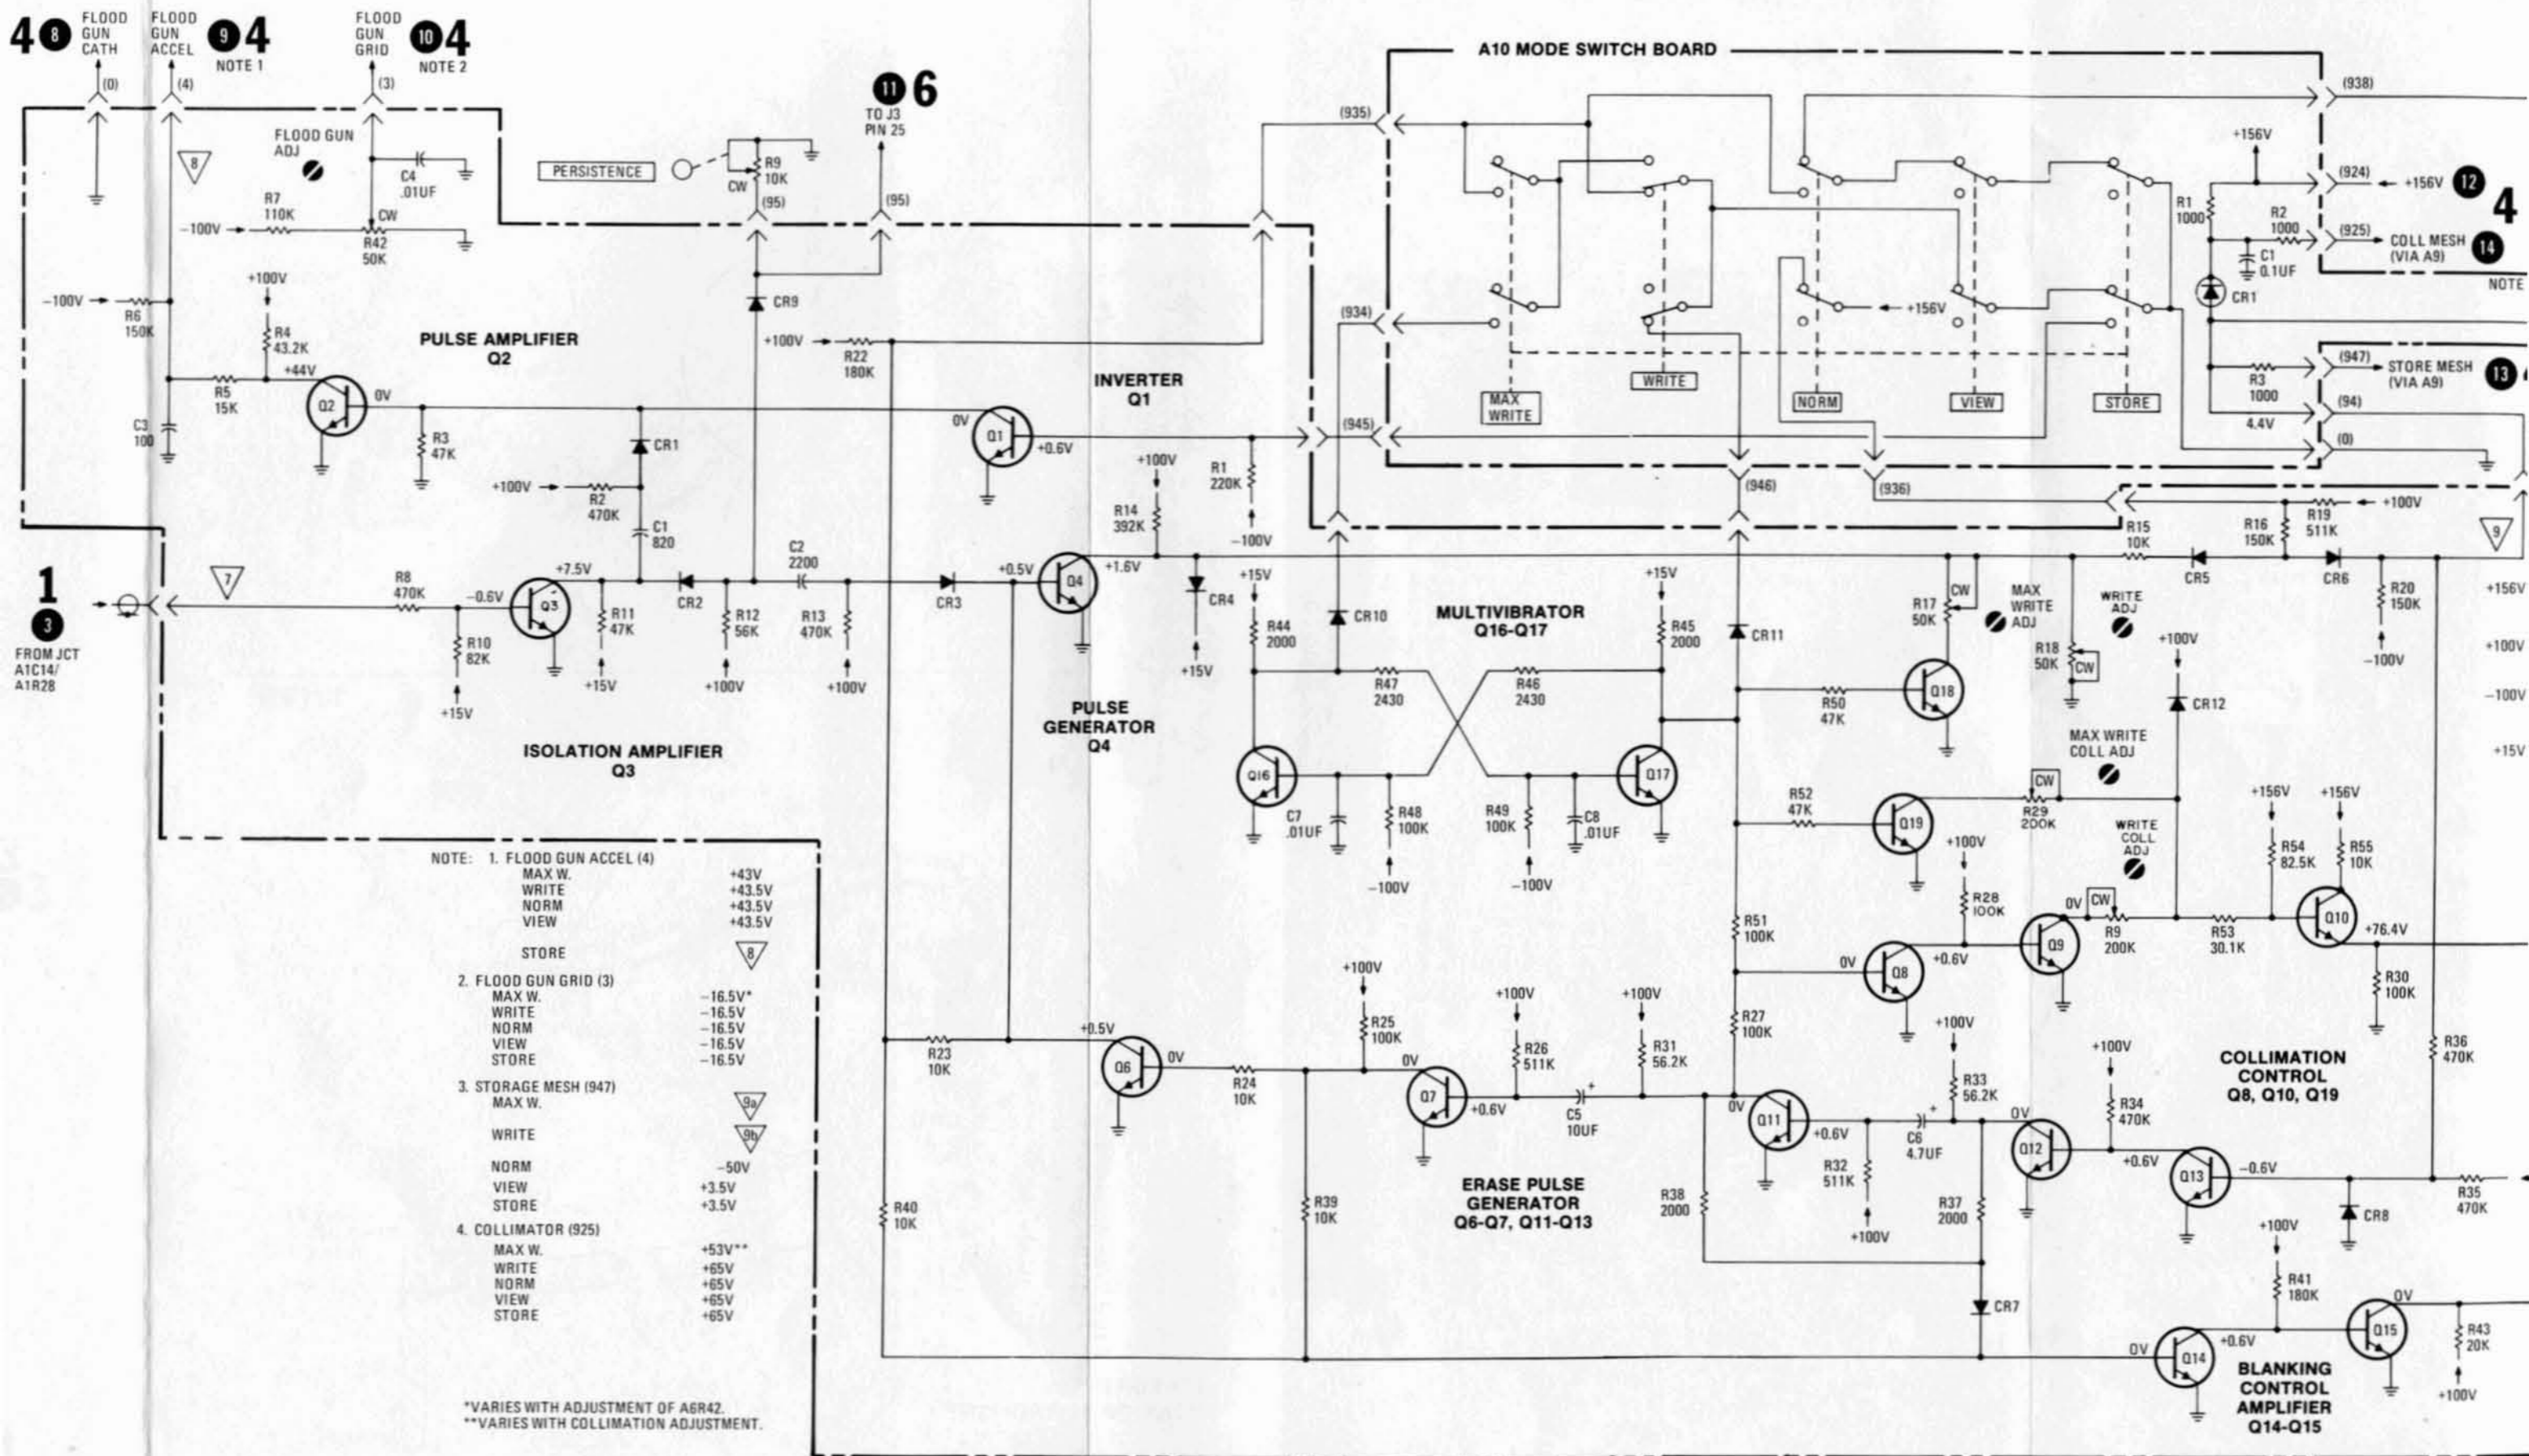 4 8 FLOOD GUN CATH
FLOOD GUN ACCEL 9 4
NOTE 1
FLOOD GUN GRID 10 4
NOTE 2
(0)
(4)
(3)
11 6
TO J3
PIN 25
A10 MODE SWITCH BOARD
(938)
(935)
+156V
(924)
+156V 12
4
R1
1000
R2
1000
(925)
COLL MESH
(VIA A9)
14
C1
0.1UF
NOTE
CR1
(947)
STORE MESH
(VIA A9)
13
R3
1000
(94)
4.4V
(0)
8
FLOOD GUN
ADJ
C4
.01UF
PERSISTENCE
R9
10K
CW
(95)
(95)
R7
110K
-100V
CW
R42
50K
-100V
R6
150K
+100V
R4
43.2K
PULSE AMPLIFIER
Q2
+44V
R5
15K
Q2
0V
C3
100
R3
47K
CR9
+100V
R22
180K
(934)
+156V
MAX
WRITE
WRITE
NORM
VIEW
STORE
INVERTER
Q1
0V
Q1
+0.6V
(945)
CR1
+100V
R2
470K
C1
820
+100V
R14
392K
R1
220K
-100V
(946)
(936)
+100V
R19
511K
R15
10K
R16
150K
9
1
3
FROM JCT
A1C14/
A1R28
7
R8
470K
-0.6V
R10
82K
+15V
Q3
+7.5V
R11
47K
+15V
CR2
R12
56K
+100V
C2
2200
R13
470K
+100V
CR3
+0.5V
Q4
+1.6V
CR4
+15V
+15V
R44
2000
CR10
MULTIVIBRATOR
Q16-Q17
+15V
R45
2000
CR11
R17
50K
CW
MAX
WRITE
ADJ
WRITE
ADJ
R18
50K
CW
CR5
CR6
R20
150K
-100V
+156V
+100V
-100V
+15V
+100V
CR12
R47
2430
R46
2430
R50
47K
Q18
ISOLATION AMPLIFIER
Q3
PULSE
GENERATOR
Q4
MAX WRITE
COLL ADJ
Q16
Q17
C7
.01UF
R48
100K
-100V
R49
100K
-100V
C8
.01UF
R52
47K
Q19
CW
R29
200K
WRITE
COLL
ADJ
+156V
+156V
R54
82.5K
R55
10K
+100V
R28
100K
0V
CW
R9
200K
R53
30.1K
Q10
+76.4V
R30
100K
R51
100K
0V
Q8
+0.6V
Q9
NOTE: 1. FLOOD GUN ACCEL (4)
MAX W. +43V
WRITE +43.5V
NORM +43.5V
VIEW +43.5V
STORE 8
2. FLOOD GUN GRID (3)
MAX W. -16.5V*
WRITE -16.5V
NORM -16.5V
VIEW -16.5V
STORE -16.5V
3. STORAGE MESH (947)
MAX W. 9a
WRITE 9b
NORM -50V
VIEW +3.5V
STORE +3.5V
4. COLLIMATOR (925)
MAX W. +53V**
WRITE +65V
NORM +65V
VIEW +65V
STORE +65V
*VARIES WITH ADJUSTMENT OF A6R42.
**VARIES WITH COLLIMATION ADJUSTMENT.
R23
10K
+0.5V
Q6
0V
R24
10K
+100V
R25
100K
0V
Q7
+0.6V
+100V
R26
511K
+
C5
10UF
+100V
R31
56.2K
R27
100K
0V
Q11
+0.6V
R32
511K
+100V
+
C6
4.7UF
+100V
R33
56.2K
0V
Q12
+0.6V
+100V
R34
470K
Q13
-0.6V
COLLIMATION
CONTROL
Q8, Q10, Q19
R36
470K
R35
470K
CR8
R40
10K
R39
10K
ERASE PULSE
GENERATOR
Q6-Q7, Q11-Q13
R38
2000
R37
2000
CR7
+100V
R41
180K
0V
Q14
+0.6V
Q15
0V
R43
20K
+100V
BLANKING
CONTROL
AMPLIFIER
Q14-Q15